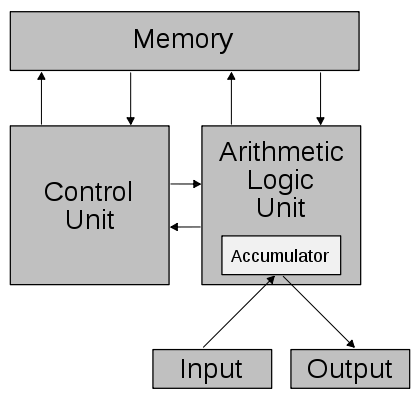 Memory
Control
Unit
Arithmetic
Logic
Unit
Accumulator
Input
Output